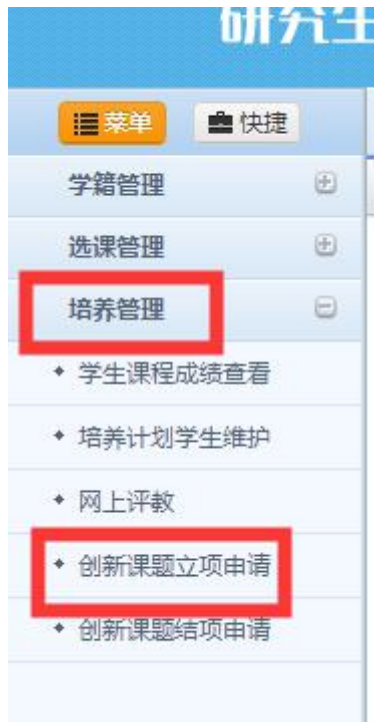 研究生
菜单 快捷
学籍管理
选课管理
培养管理
学生课程成绩查看
培养计划学生维护
网上评教
创新课题立项申请
创新课题结项申请